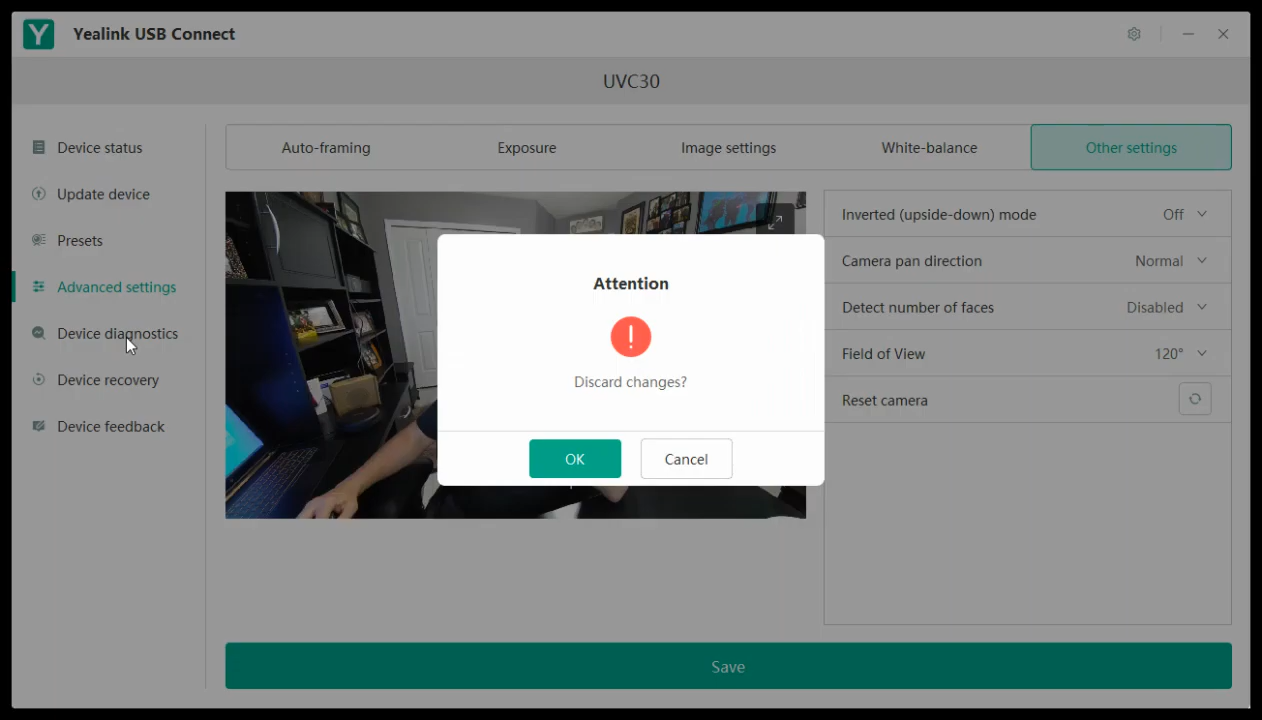 Y Yealink USB Connect
UVC30
Device status
Update device
Presets
Advanced settings
Device diagnostics
Device recovery
Device feedback
Auto-framing Exposure Image settings White-balance Other settings
Inverted (upside-down) mode Off
Camera pan direction Normal
Detect number of faces Disabled
Field of View 120°
Reset camera
Attention
!
Discard changes?
OK Cancel
Save